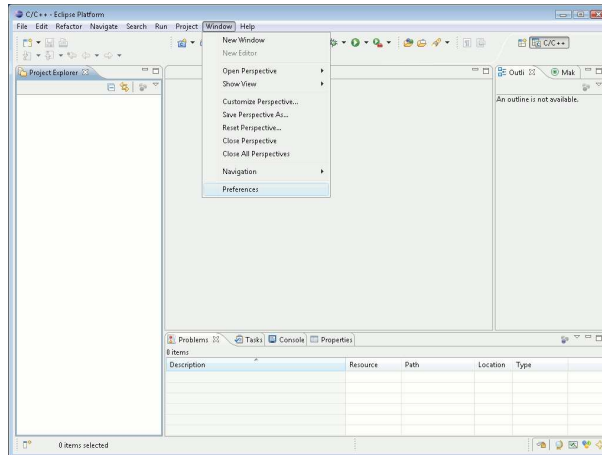 C/C++ - Eclipse Platform
File Edit Refactor Navigate Search Run Project Window Help
C/C++
New Window
New Editor
Open Perspective
Show View
Customize Perspective...
Save Perspective As...
Reset Perspective...
Close Perspective
Close All Perspectives
Navigation
Preferences
Project Explorer
Outli
Mak
An outline is not available.
Problems Tasks Console Properties
0 items
Description Resource Path Location Type
0 items selected